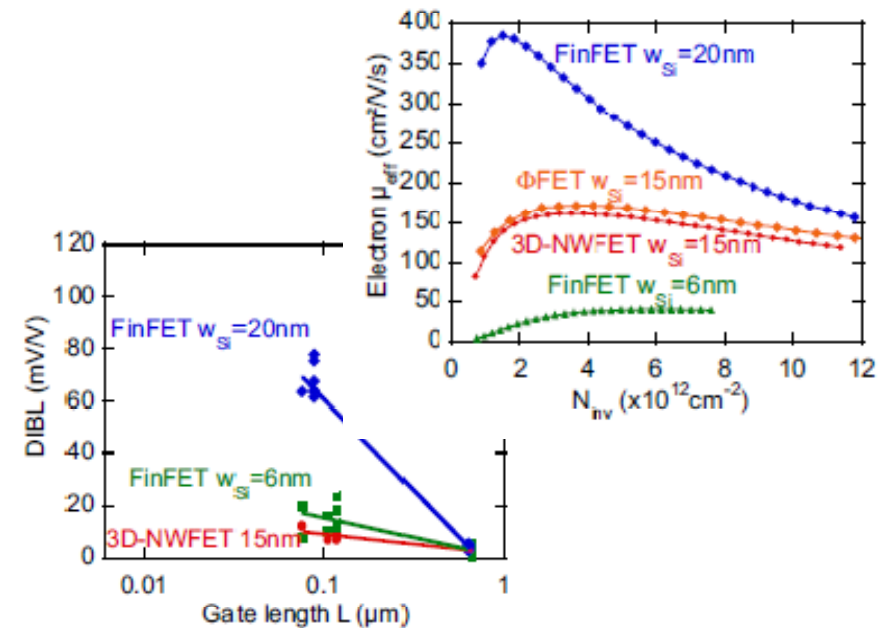 400
350
300
250
200
150
100
50
0
Electron μeff (cm²/V/s)
FinFET wSi=20nm
ΦFET wSi=15nm
3D-NWFET wSi=15nm
FinFET wSi=6nm
0 2 4 6 8 10 12
Ninv (x10¹²cm⁻²)
120
100
80
60
40
20
0
DIBL (mV/V)
FinFET wSi=20nm
FinFET wSi=6nm
3D-NWFET 15nm
0.01 0.1 1
Gate length L (μm)